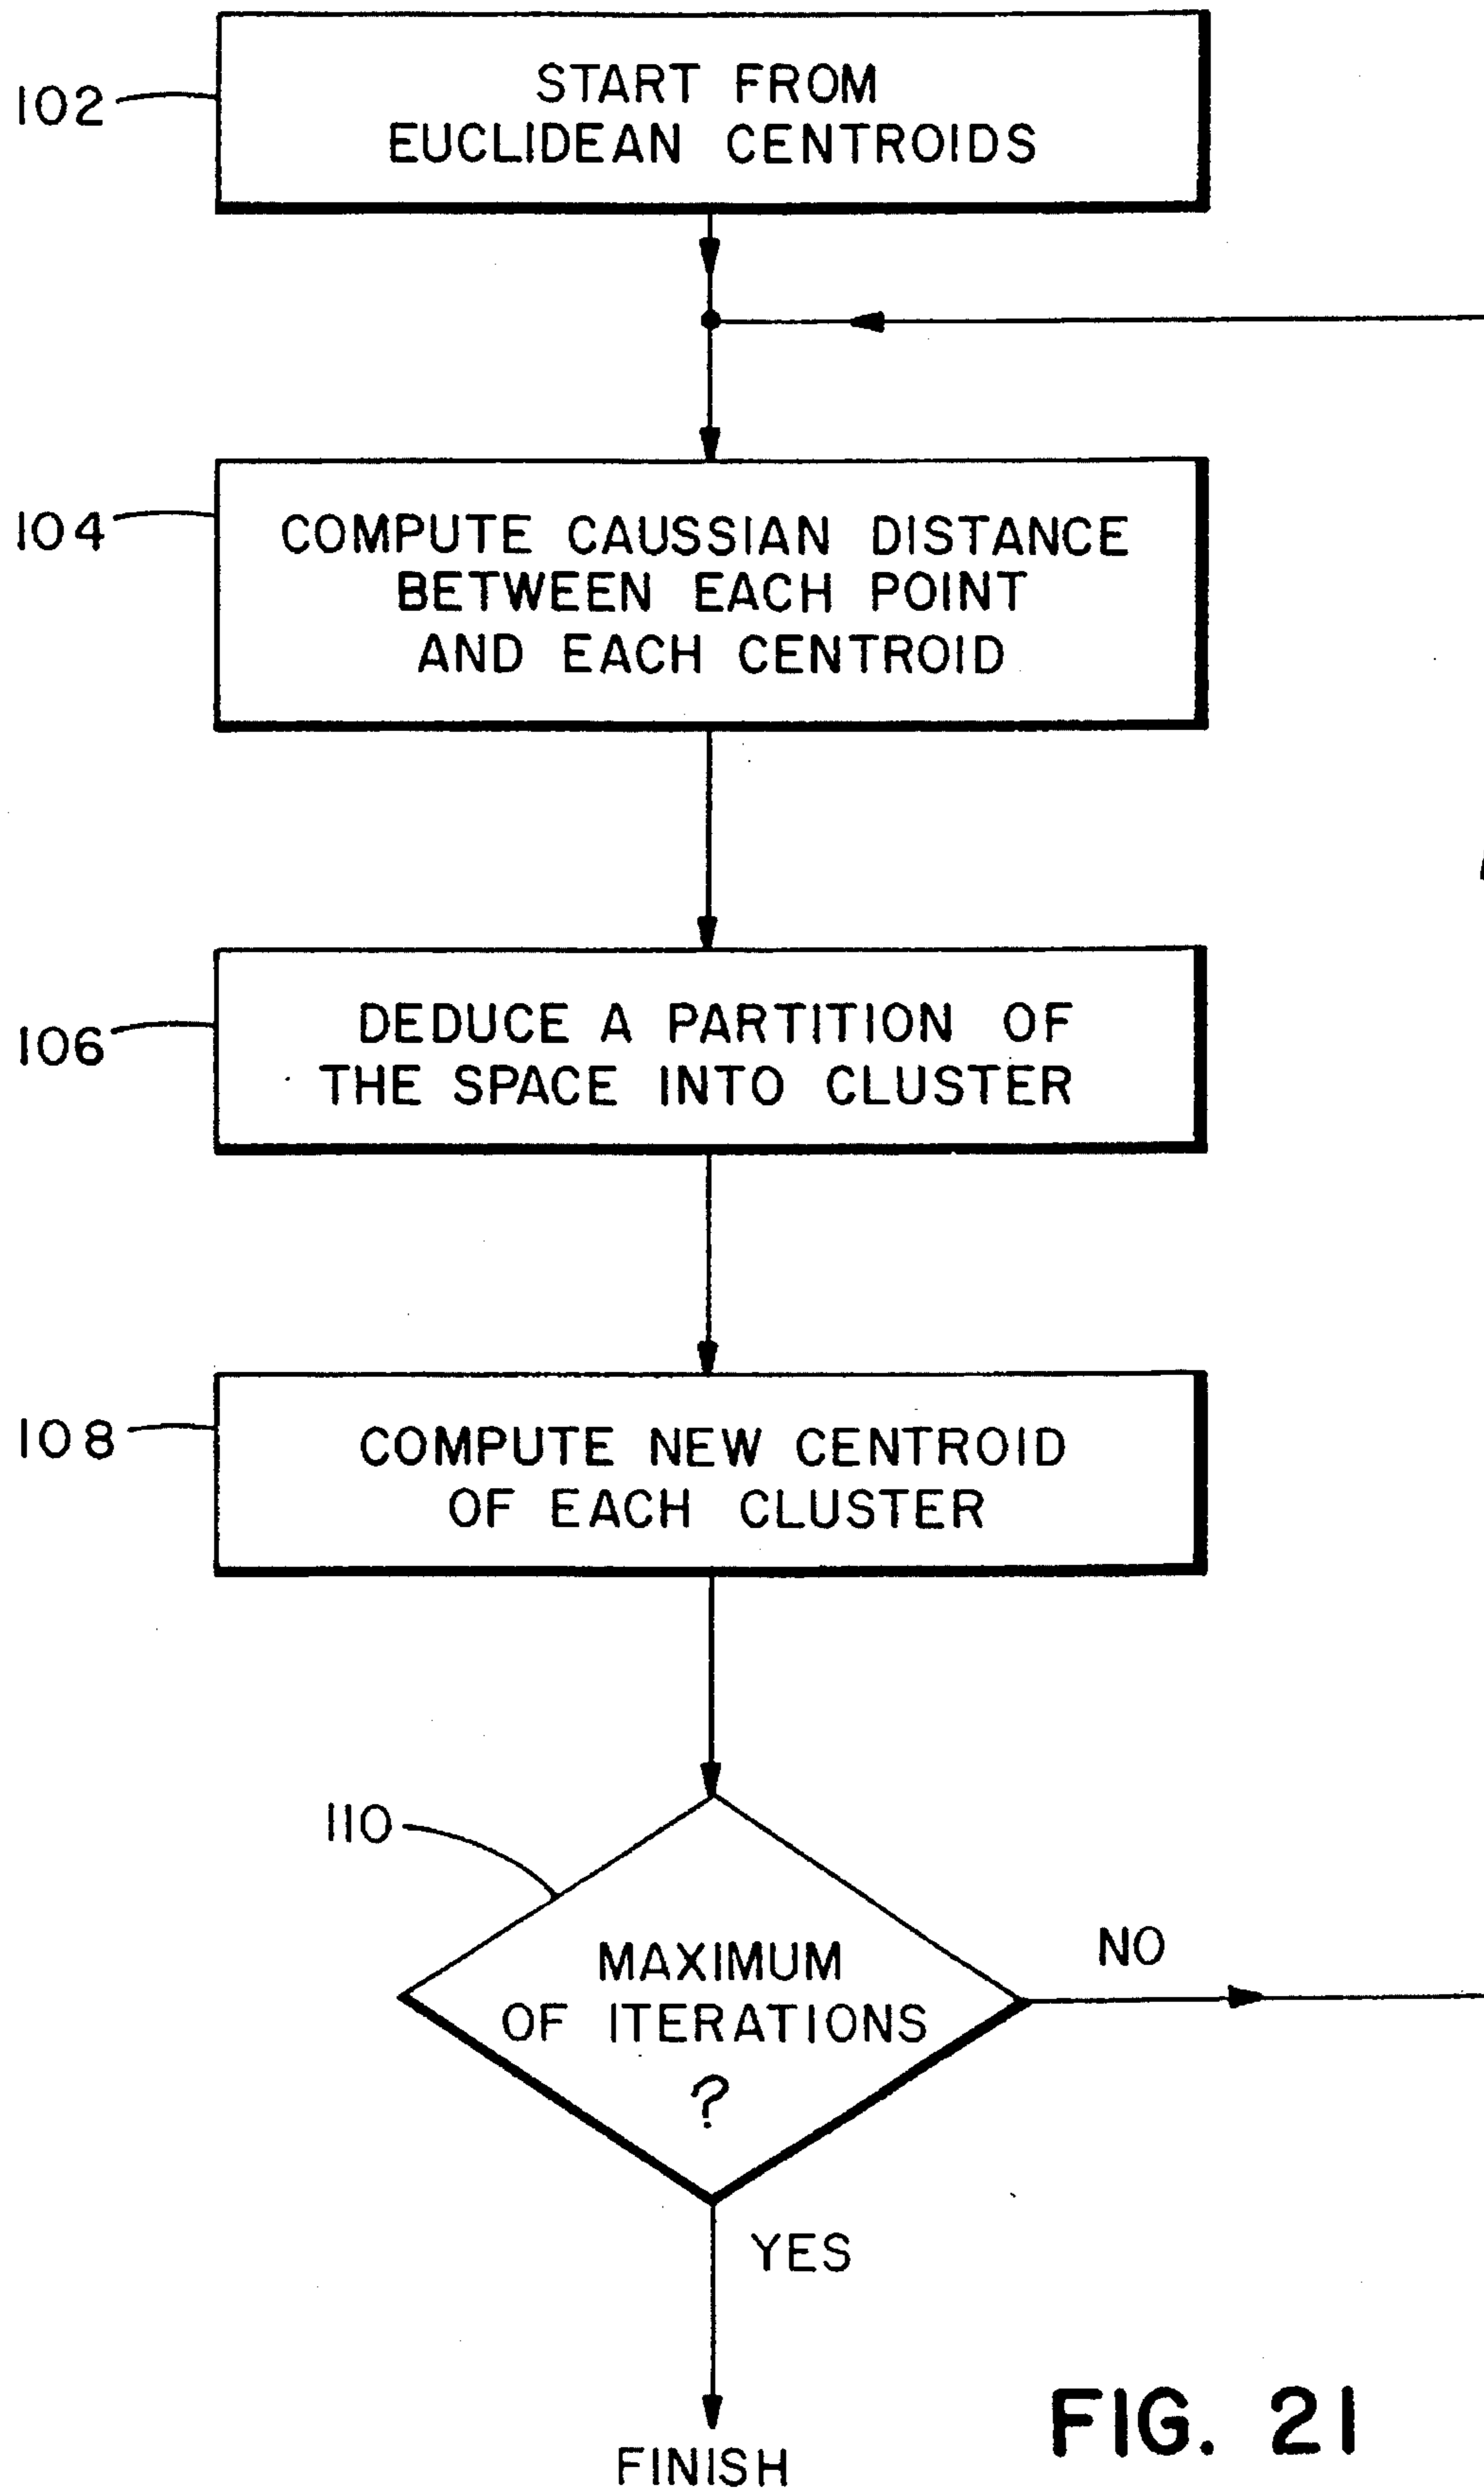 102
START FROM
EUCLIDEAN CENTROIDS
104
COMPUTE CAUSSIAN DISTANCE
BETWEEN EACH POINT
AND EACH CENTROID
106
DEDUCE A PARTITION OF
THE SPACE INTO CLUSTER
108
COMPUTE NEW CENTROID
OF EACH CLUSTER
110
MAXIMUM
OF ITERATIONS
?
NO
YES
FINISH
FIG. 21